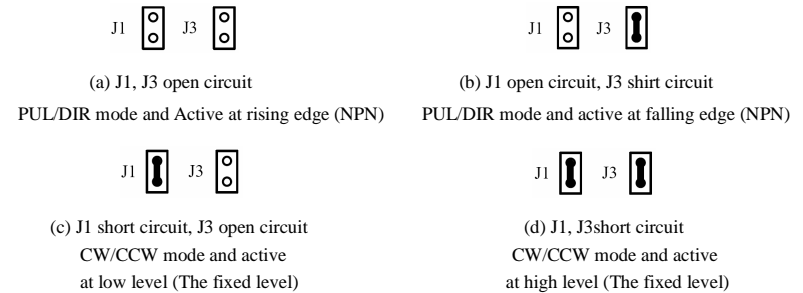 J1 J3
J1 J3
(a) J1, J3 open circuit
(b) J1 open circuit, J3 shirt circuit
PUL/DIR mode and Active at rising edge (NPN)
PUL/DIR mode and active at falling edge (NPN)
J1 J3
J1 J3
(c) J1 short circuit, J3 open circuit
CW/CCW mode and active
at low level (The fixed level)
(d) J1, J3short circuit
CW/CCW mode and active
at high level (The fixed level)